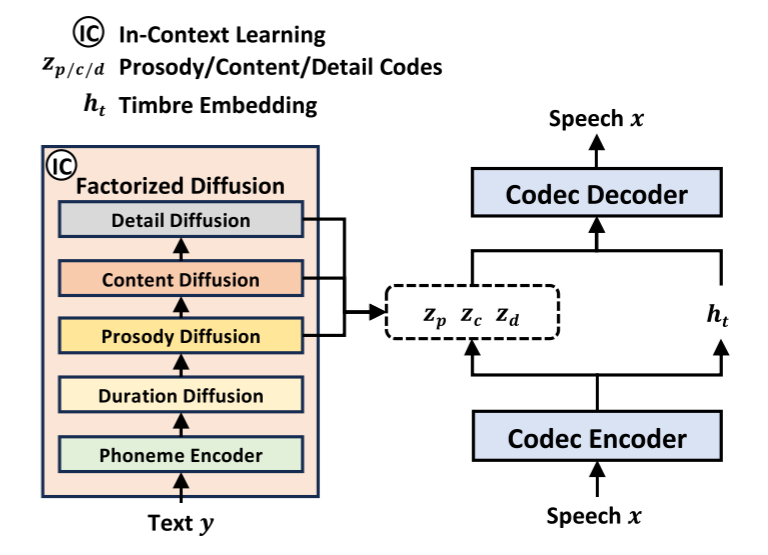 IC In-Context Learning
z_{p/c/d} Prosody/Content/Detail Codes
h_t Timbre Embedding
IC
Factorized Diffusion
Detail Diffusion
Content Diffusion
Prosody Diffusion
Duration Diffusion
Phoneme Encoder
Text y
z_p z_c z_d
Speech x
Codec Decoder
h_t
Codec Encoder
Speech x